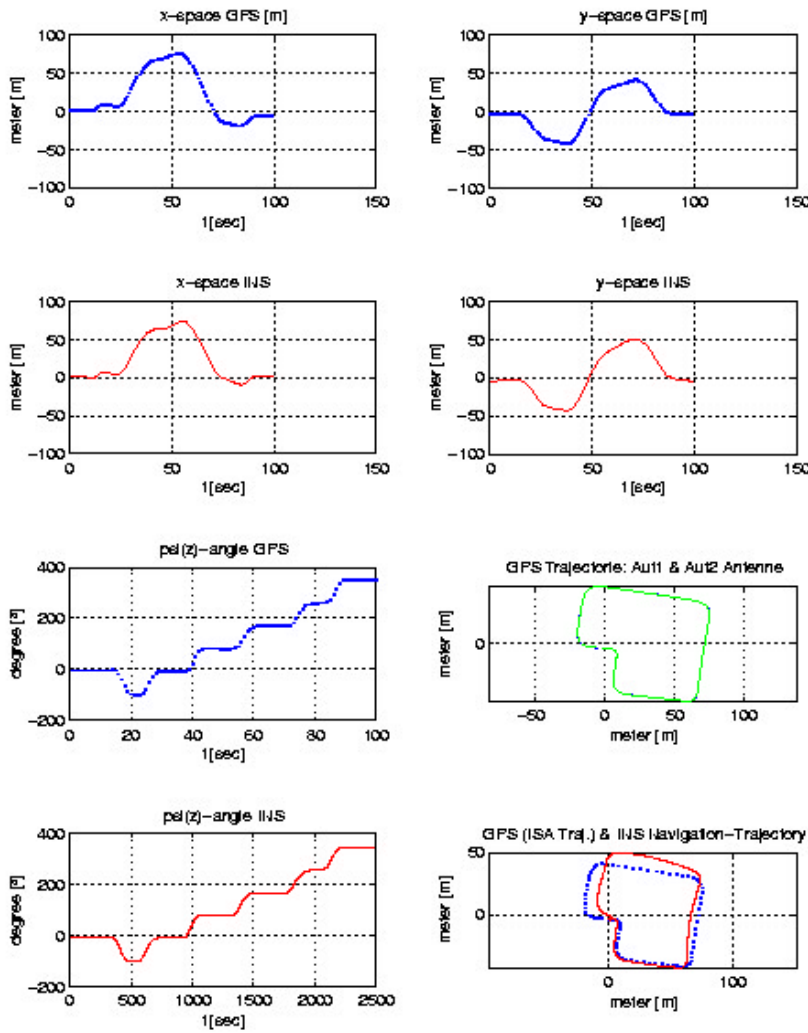 x-space GPS [m]
y-space GPS [m]
100
50
0
-50
-100
meter [m]
0
50
100
150
t[sec]
100
50
0
-50
-100
meter [m]
0
50
100
150
t[sec]
x-space INS
y-space INS
100
50
0
-50
-100
meter [m]
0
50
100
150
t[sec]
100
50
0
-50
-100
meter [m]
0
50
100
150
t[sec]
psi(z)-angle GPS
GPS Trajectorie: Aut1 & Aut2 Antenne
400
200
0
-200
degree [°]
0
20
40
60
80
100
t[sec]
0
meter [m]
-50
0
50
100
meter [m]
psi(z)-angle INS
GPS (ISA Traj.) & INS Navigation-Trajectory
400
200
0
-200
degree [°]
0
500
1000
1500
2000
2500
t[sec]
50
0
meter [m]
0
100
meter [m]